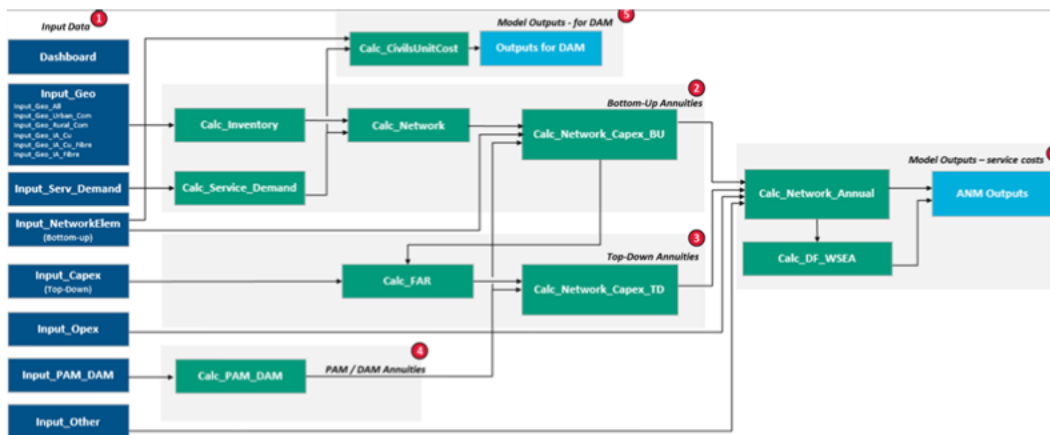 Input Data
1
Dashboard
Input_Geo
Input_Geo_All
Input_Geo_Urban_Com
Input_Geo_Rural_Com
Input_Geo_IA_Cu
Input_Geo_IA_Cu_Fibre
Input_Geo_IA_Fibre
Input_Serv_Demand
Input_NetworkElem
(Bottom-up)
Input_Capex
(Top-Down)
Input_Opex
Input_PAM_DAM
Input_Other
5
Model Outputs - for DAM
Calc_CivilsUnitCost
Outputs for DAM
2
Bottom-Up Annuities
Calc_Inventory
Calc_Network
Calc_Network_Capex_BU
Calc_Service_Demand
3
Top-Down Annuities
Calc_FAR
Calc_Network_Capex_TD
4
PAM / DAM Annuities
Calc_PAM_DAM
Model Outputs – service costs
Calc_Network_Annual
ANM Outputs
Calc_DF_WSEA